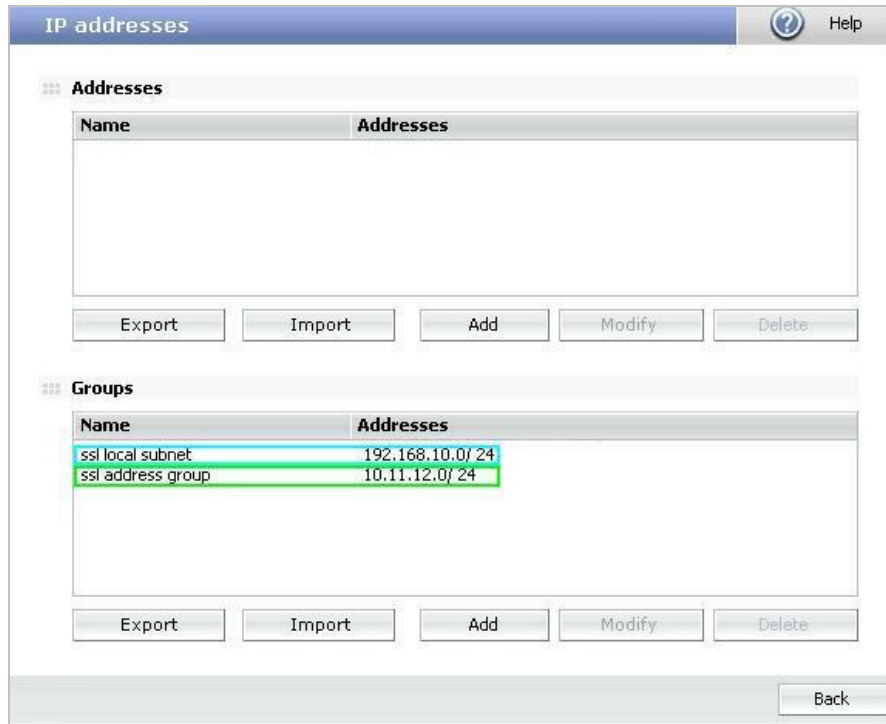 IP addresses
Help
Addresses
Name Addresses
Export Import Add Modify Delete
Groups
Name Addresses
ssl local subnet 192.168.10.0/ 24
ssl address group 10.11.12.0/ 24
Export Import Add Modify Delete
Back